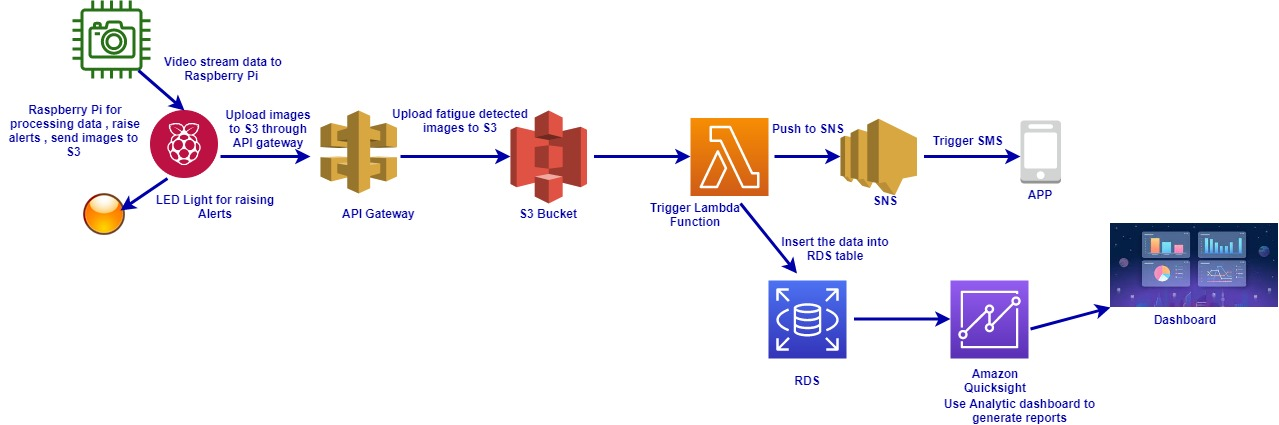 Video stream data to
Raspberry Pi
Raspberry Pi for
processing data , raise
alerts , send images to
S3
Upload images
to S3 through
API gateway
Upload fatigue detected
images to S3
Push to SNS
Trigger SMS
LED Light for raising
Alerts
API Gateway
S3 Bucket
Trigger Lambda
Function
SNS
APP
Insert the data into
RDS table
Dashboard
RDS
Amazon
Quicksight
Use Analytic dashboard to
generate reports